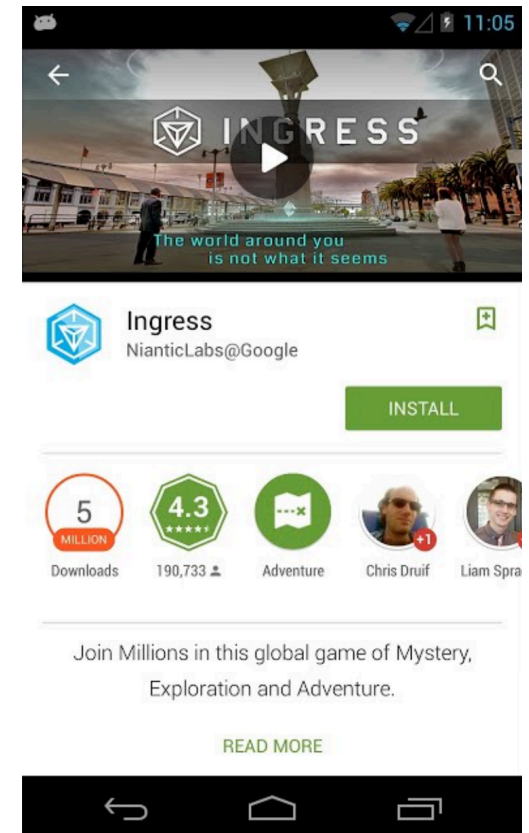 11:05
INGRESS
The world around you
is not what it seems
Ingress
NianticLabs@Google
INSTALL
5
MILLION
Downloads
4.3
190,733
Adventure
+1
Chris Druif
Liam Spra
Join Millions in this global game of Mystery,
Exploration and Adventure.
READ MORE